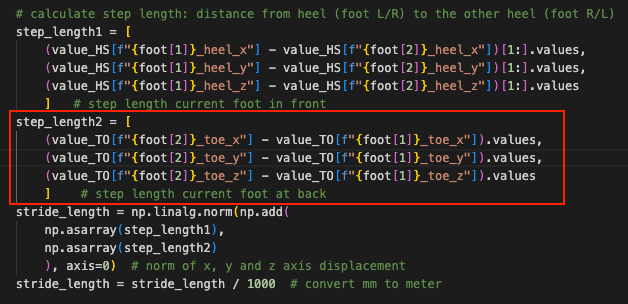 # calculate step length: distance from heel (foot L/R) to the other heel (foot R/L)
step_length1 = [
(value_HS[f"{foot[1]}_heel_x"] - value_HS[f"{foot[2]}_heel_x"])[1:].values,
(value_HS[f"{foot[1]}_heel_y"] - value_HS[f"{foot[2]}_heel_y"])[1:].values,
(value_HS[f"{foot[1]}_heel_z"] - value_HS[f"{foot[2]}_heel_z"])[1:].values
] # step length current foot in front
step_length2 = [
(value_TO[f"{foot[2]}_toe_x"] - value_TO[f"{foot[1]}_toe_x"]).values,
(value_TO[f"{foot[2]}_toe_y"] - value_TO[f"{foot[1]}_toe_y"]).values,
(value_TO[f"{foot[2]}_toe_z"] - value_TO[f"{foot[1]}_toe_z"]).values
] # step length current foot at back
stride_length = np.linalg.norm(np.add(
np.asarray(step_length1),
np.asarray(step_length2)
), axis=0) # norm of x, y and z axis displacement
stride_length = stride_length / 1000 # convert mm to meter